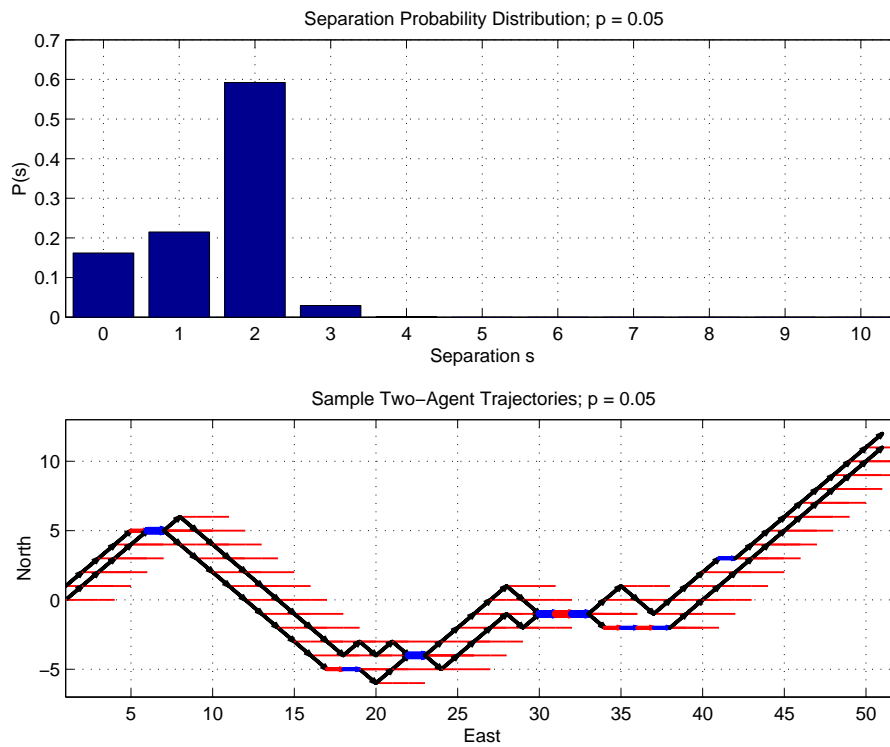 Separation Probability Distribution; p = 0.05
0.7
0.6
0.5
0.4
0.3
0.2
0.1
0
P(s)
0 1 2 3 4 5 6 7 8 9 10
Separation s
Sample Two−Agent Trajectories; p = 0.05
10
5
0
−5
North
5 10 15 20 25 30 35 40 45 50
East